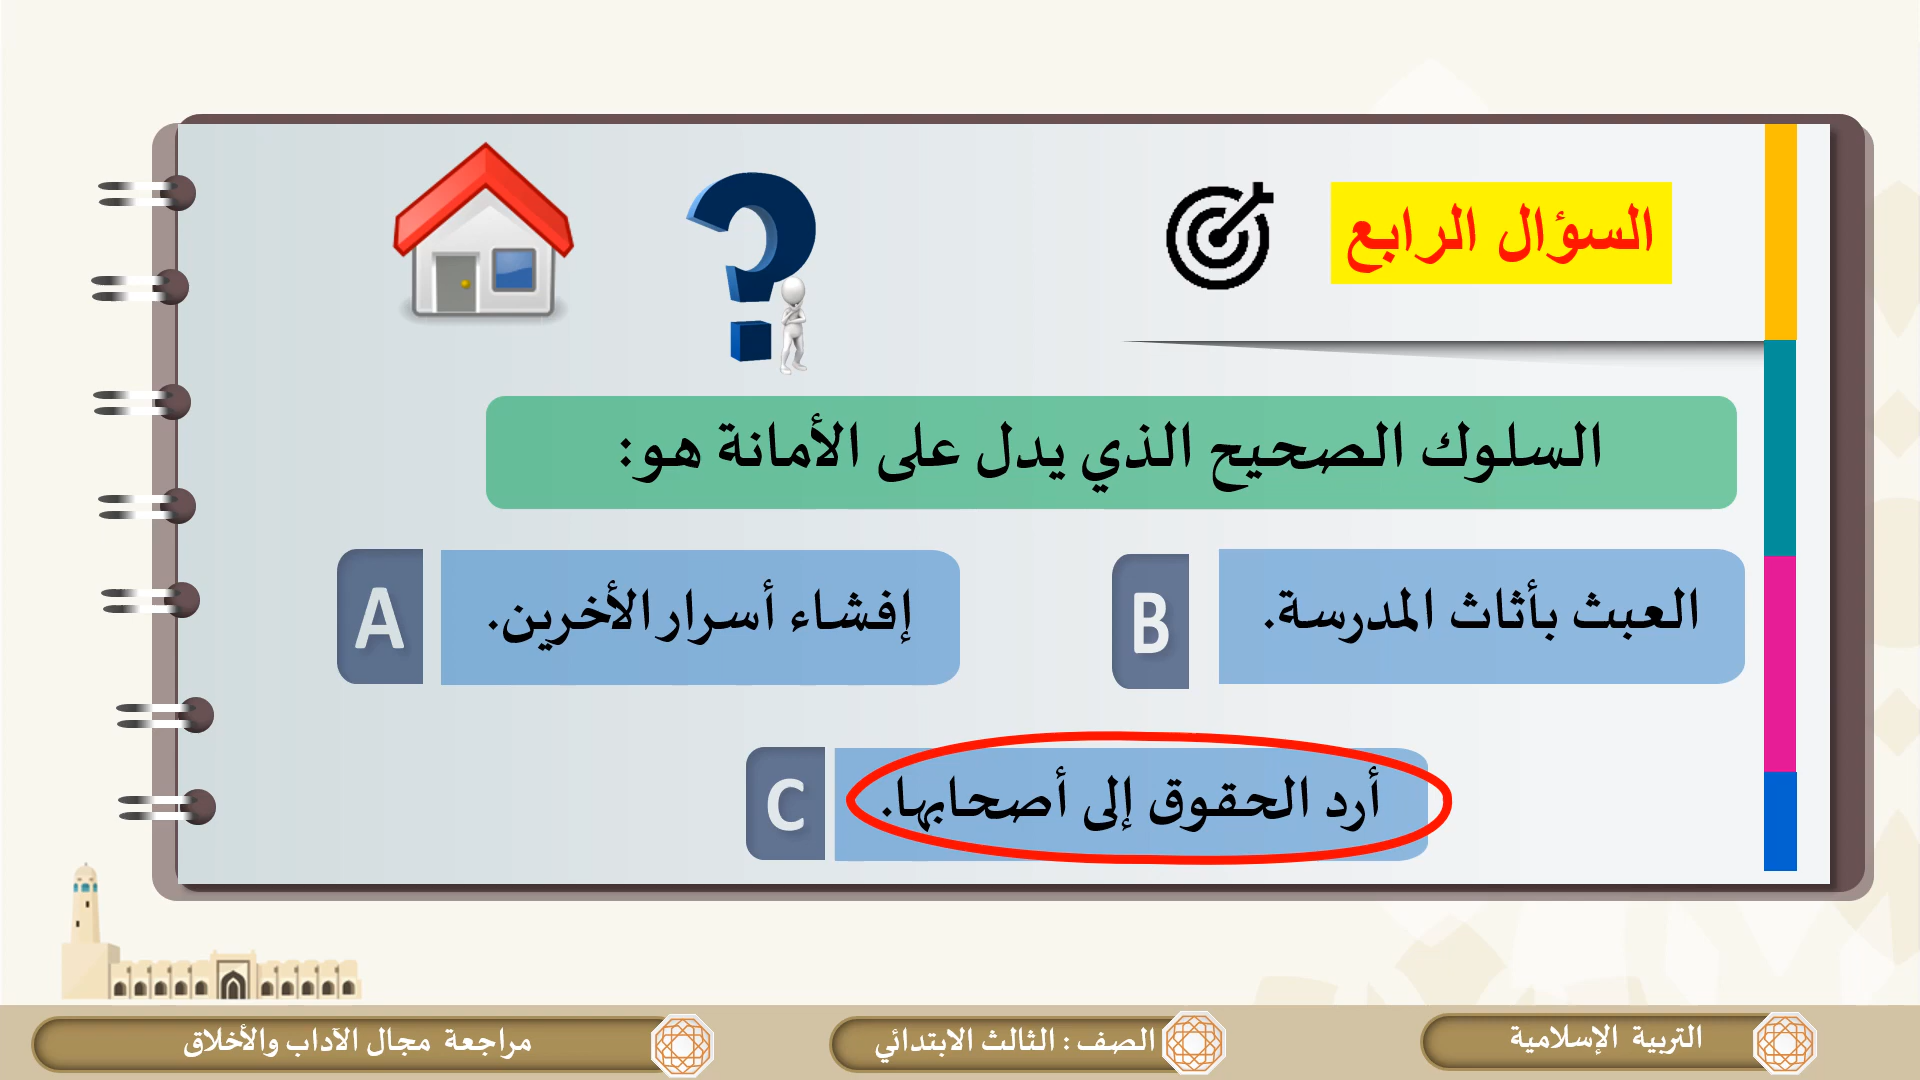 السؤال الرابع
السلوك الصحيح الذي يدل على الأمانة هو:
A
إفشاء أسرار الأخرين.
B
العبث بأثاث المدرسة.
C
أرد الحقوق إلى أصحابها.
التربية الإسلامية
الصف : الثالث الابتدائي
مراجعة مجال الآداب والأخلاق